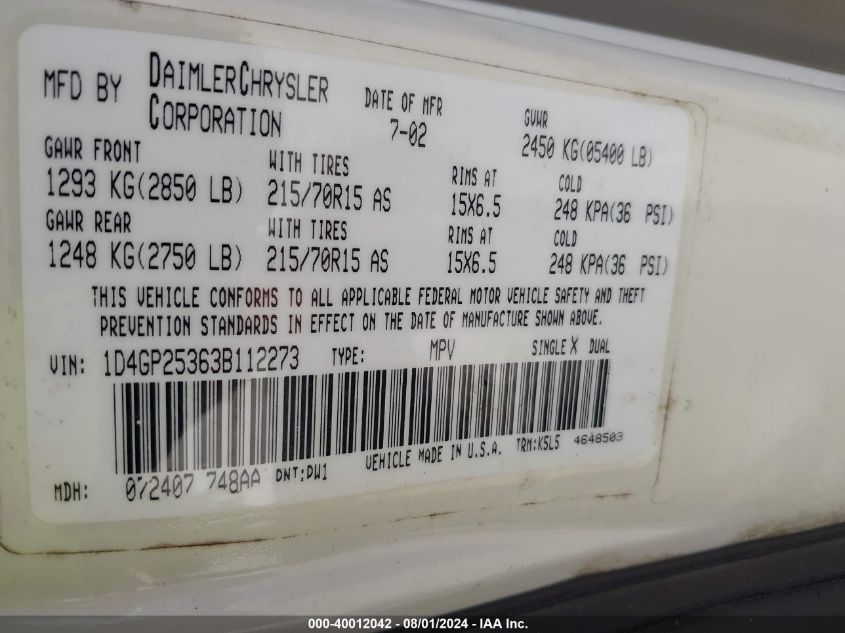 MFD BY DAIMLERCHRYSLER CORPORATION DATE OF MFR 7-02 GVWR 2450 KG(05400 LB)
GAWR FRONT WITH TIRES RIMS AT COLD
1293 KG(2850 LB) 215/70R15 AS 15X6.5 248 KPA(36 PSI)
GAWR REAR WITH TIRES RIMS AT COLD
1248 KG(2750 LB) 215/70R15 AS 15X6.5 248 KPA(36 PSI)
THIS VEHICLE CONFORMS TO ALL APPLICABLE FEDERAL MOTOR VEHICLE SAFETY AND THEFT
PREVENTION STANDARDS IN EFFECT ON THE DATE OF MANUFACTURE SHOWN ABOVE.
VIN: 1D4GP25363B112273 TYPE: MPV SINGLE X DUAL
MDH: 072407 748AA DNT:PW1 VEHICLE MADE IN U.S.A. TRM:K5L5 4648503
000-40012042 - 08/01/2024 - IAA Inc.